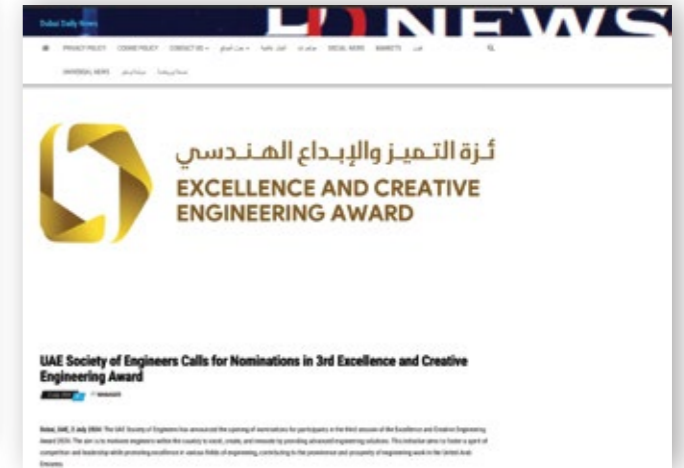 Dubai Daily News
DNEWS
PRIVACY POLICY COOKIE POLICY CONTACT US SOCIAL NEWS MARKETS
UNIVERSAL NEWS
ئزة التميز والإبداع الهندسي
EXCELLENCE AND CREATIVE
ENGINEERING AWARD
UAE Society of Engineers Calls for Nominations in 3rd Excellence and Creative
Engineering Award
Dubai, UAE, 2 July 2024: The UAE Society of Engineers has announced the opening of nominations for participants in the third session of the Excellence and Creative Engineering
Award 2024. The aim is to motivate engineers within the country to excel, create, and innovate by providing advanced engineering solutions. This initiative aims to foster a spirit of
competition and leadership while promoting excellence in various fields of engineering, contributing to the prominence and prosperity of engineering work in the United Arab
Emirates.